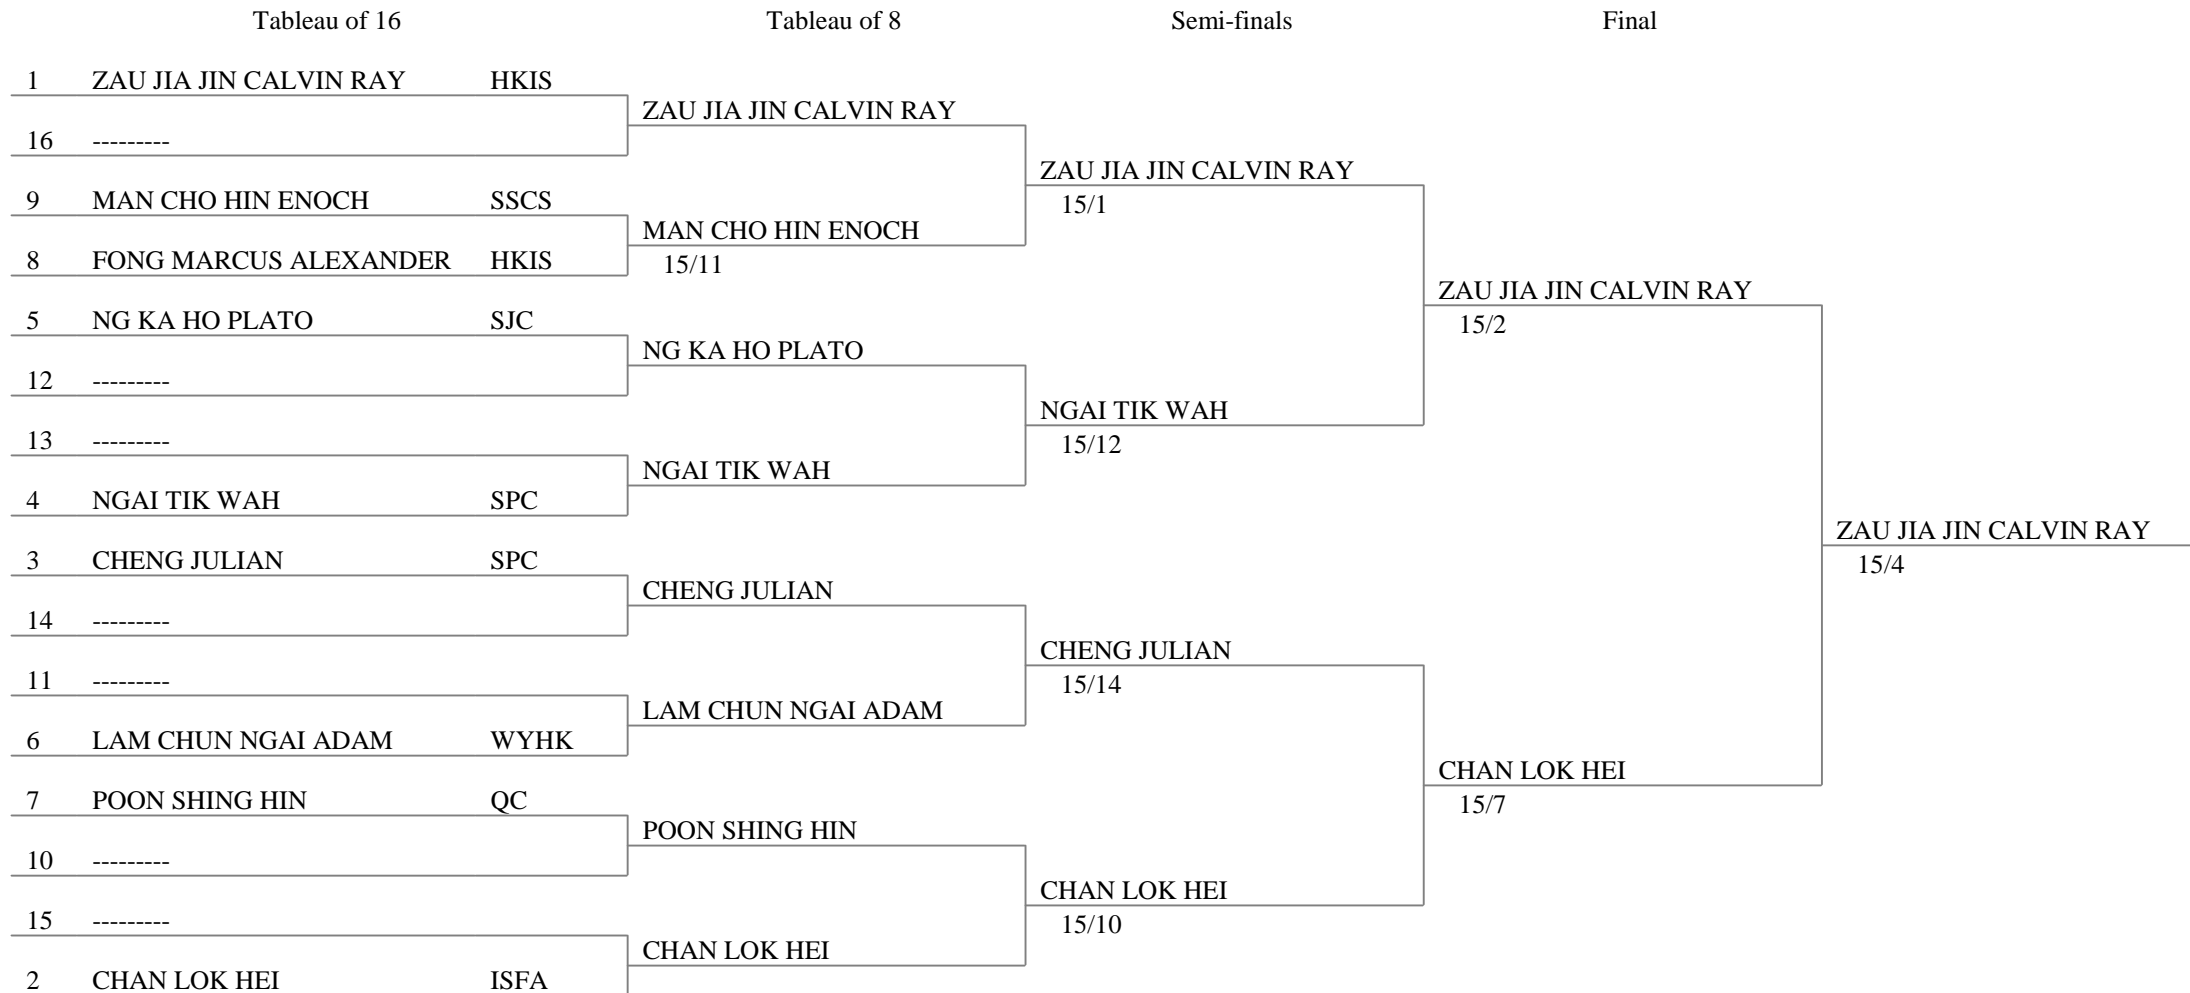 Tableau of 16 Tableau of 8 Semi-finals Final
1 ZAU JIA JIN CALVIN RAY HKIS
ZAU JIA JIN CALVIN RAY
16 ---------
ZAU JIA JIN CALVIN RAY
9 MAN CHO HIN ENOCH SSCS
15/1
MAN CHO HIN ENOCH
8 FONG MARCUS ALEXANDER HKIS
15/11
ZAU JIA JIN CALVIN RAY
5 NG KA HO PLATO SJC
15/2
NG KA HO PLATO
12 ---------
NGAI TIK WAH
13 ---------
15/12
NGAI TIK WAH
4 NGAI TIK WAH SPC
ZAU JIA JIN CALVIN RAY
3 CHENG JULIAN SPC
15/4
CHENG JULIAN
14 ---------
CHENG JULIAN
11 ---------
15/14
LAM CHUN NGAI ADAM
6 LAM CHUN NGAI ADAM WYHK
CHAN LOK HEI
7 POON SHING HIN QC
15/7
POON SHING HIN
10 ---------
CHAN LOK HEI
15 ---------
15/10
CHAN LOK HEI
2 CHAN LOK HEI ISFA